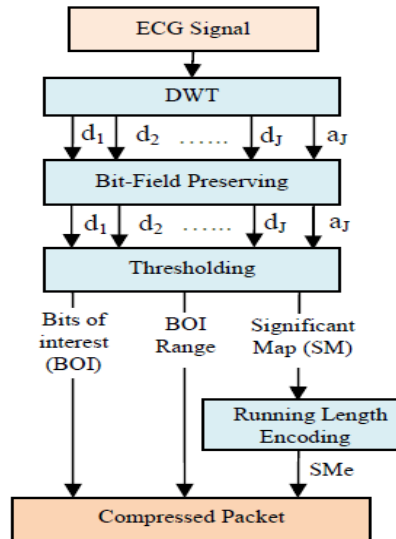 ECG Signal
DWT
d1 d2 ...... dJ aJ
Bit-Field Preserving
d1 d2 ...... dJ aJ
Thresholding
Bits of
interest
(BOI)
BOI
Range
Significant
Map (SM)
Running Length
Encoding
SMe
Compressed Packet